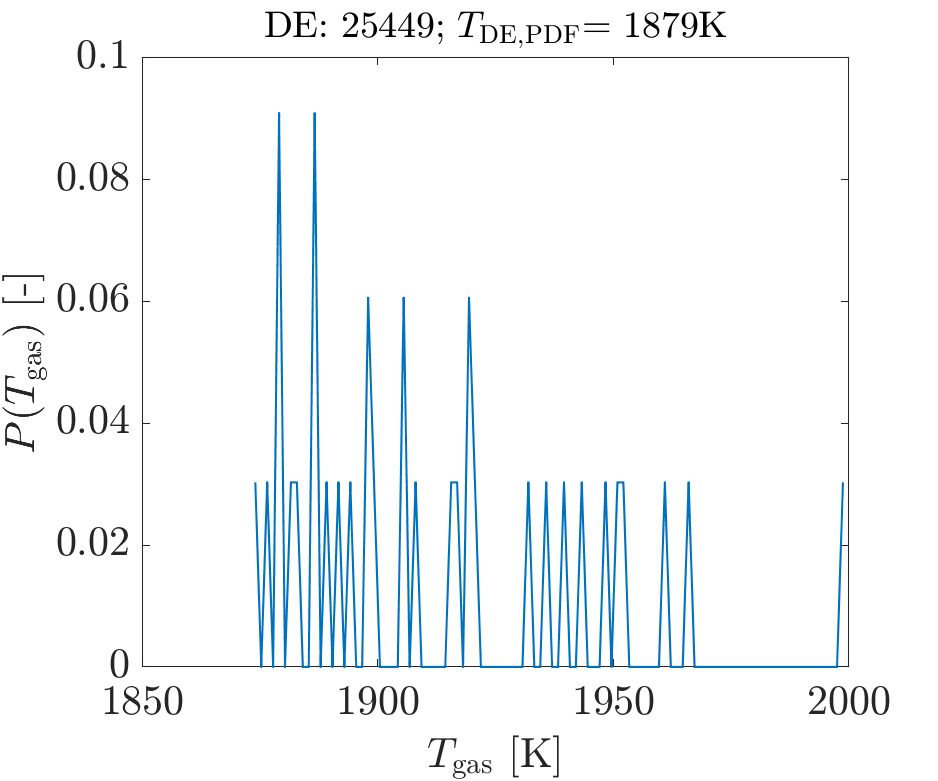 DE: 25449; T_DE,PDF= 1879K
0.1
0.08
0.06
0.04
0.02
0
P(T_gas) [-]
1850 1900 1950 2000
T_gas [K]